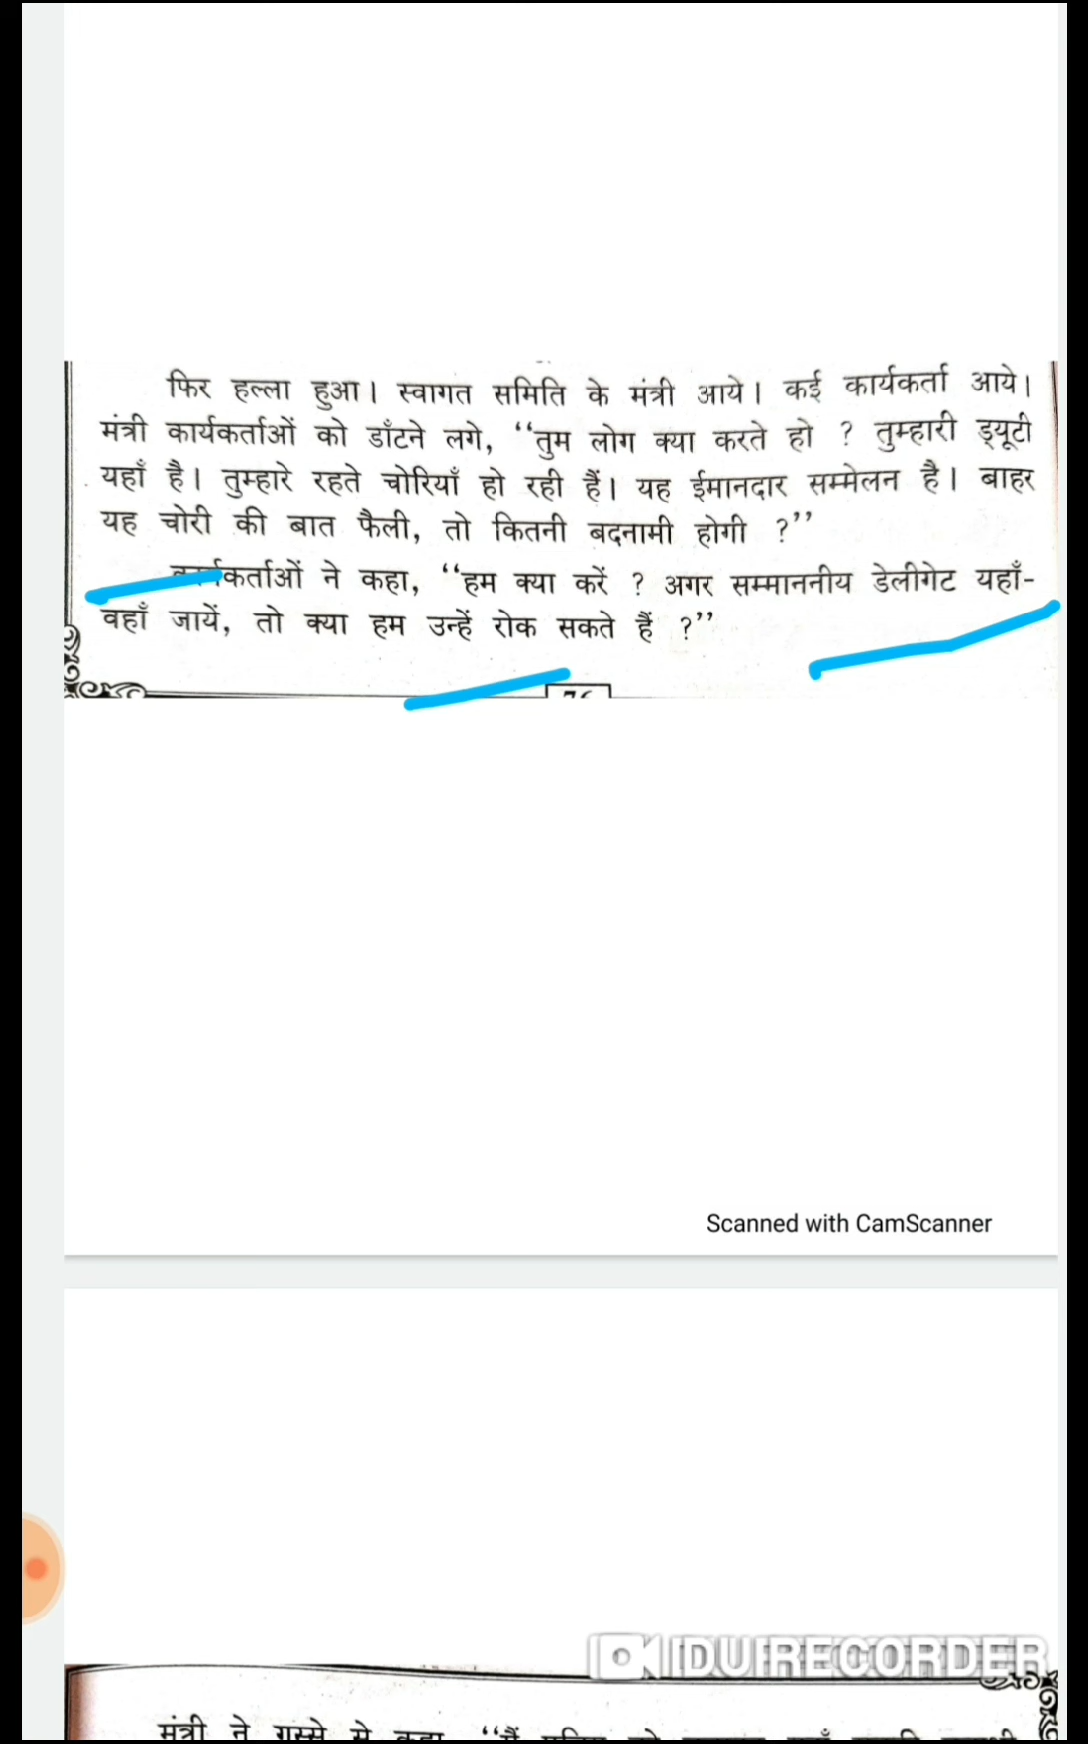 फिर हल्ला हुआ। स्वागत समिति के मंत्री आये। कई कार्यकर्ता आये।
मंत्री कार्यकर्ताओं को डाँटने लगे, ‘‘तुम लोग क्या करते हो ? तुम्हारी ड्यूटी
यहाँ है। तुम्हारे रहते चोरियाँ हो रही हैं। यह ईमानदार सम्मेलन है। बाहर
यह चोरी की बात फैली, तो कितनी बदनामी होगी ?’’
कार्यकर्ताओं ने कहा, ‘‘हम क्या करें ? अगर सम्माननीय डेलीगेट यहाँ-
वहाँ जायें, तो क्या हम उन्हें रोक सकते हैं ?’’
Scanned with CamScanner
DU RECORDER
मंत्री ने गुस्से से कहा, ‘‘मैं पुलिस को